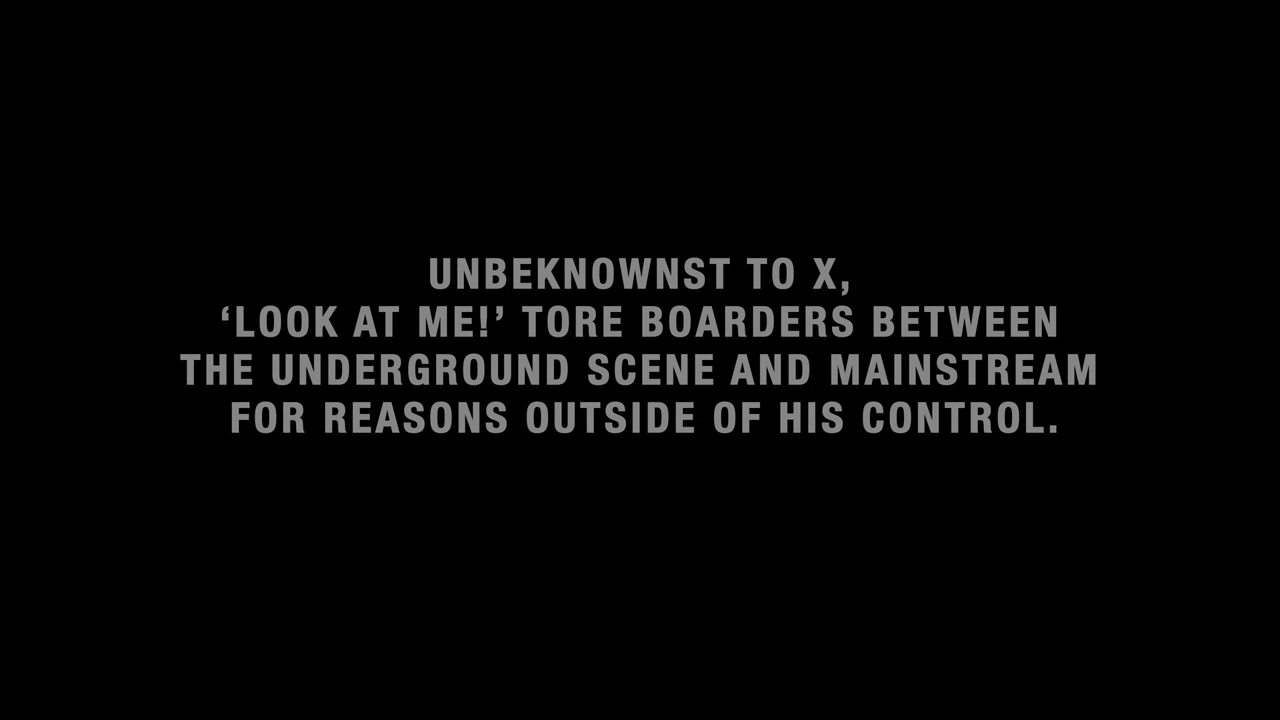 UNBEKNOWNST TO X,
‘LOOK AT ME!’ TORE BOARDERS BETWEEN
THE UNDERGROUND SCENE AND MAINSTREAM
FOR REASONS OUTSIDE OF HIS CONTROL.